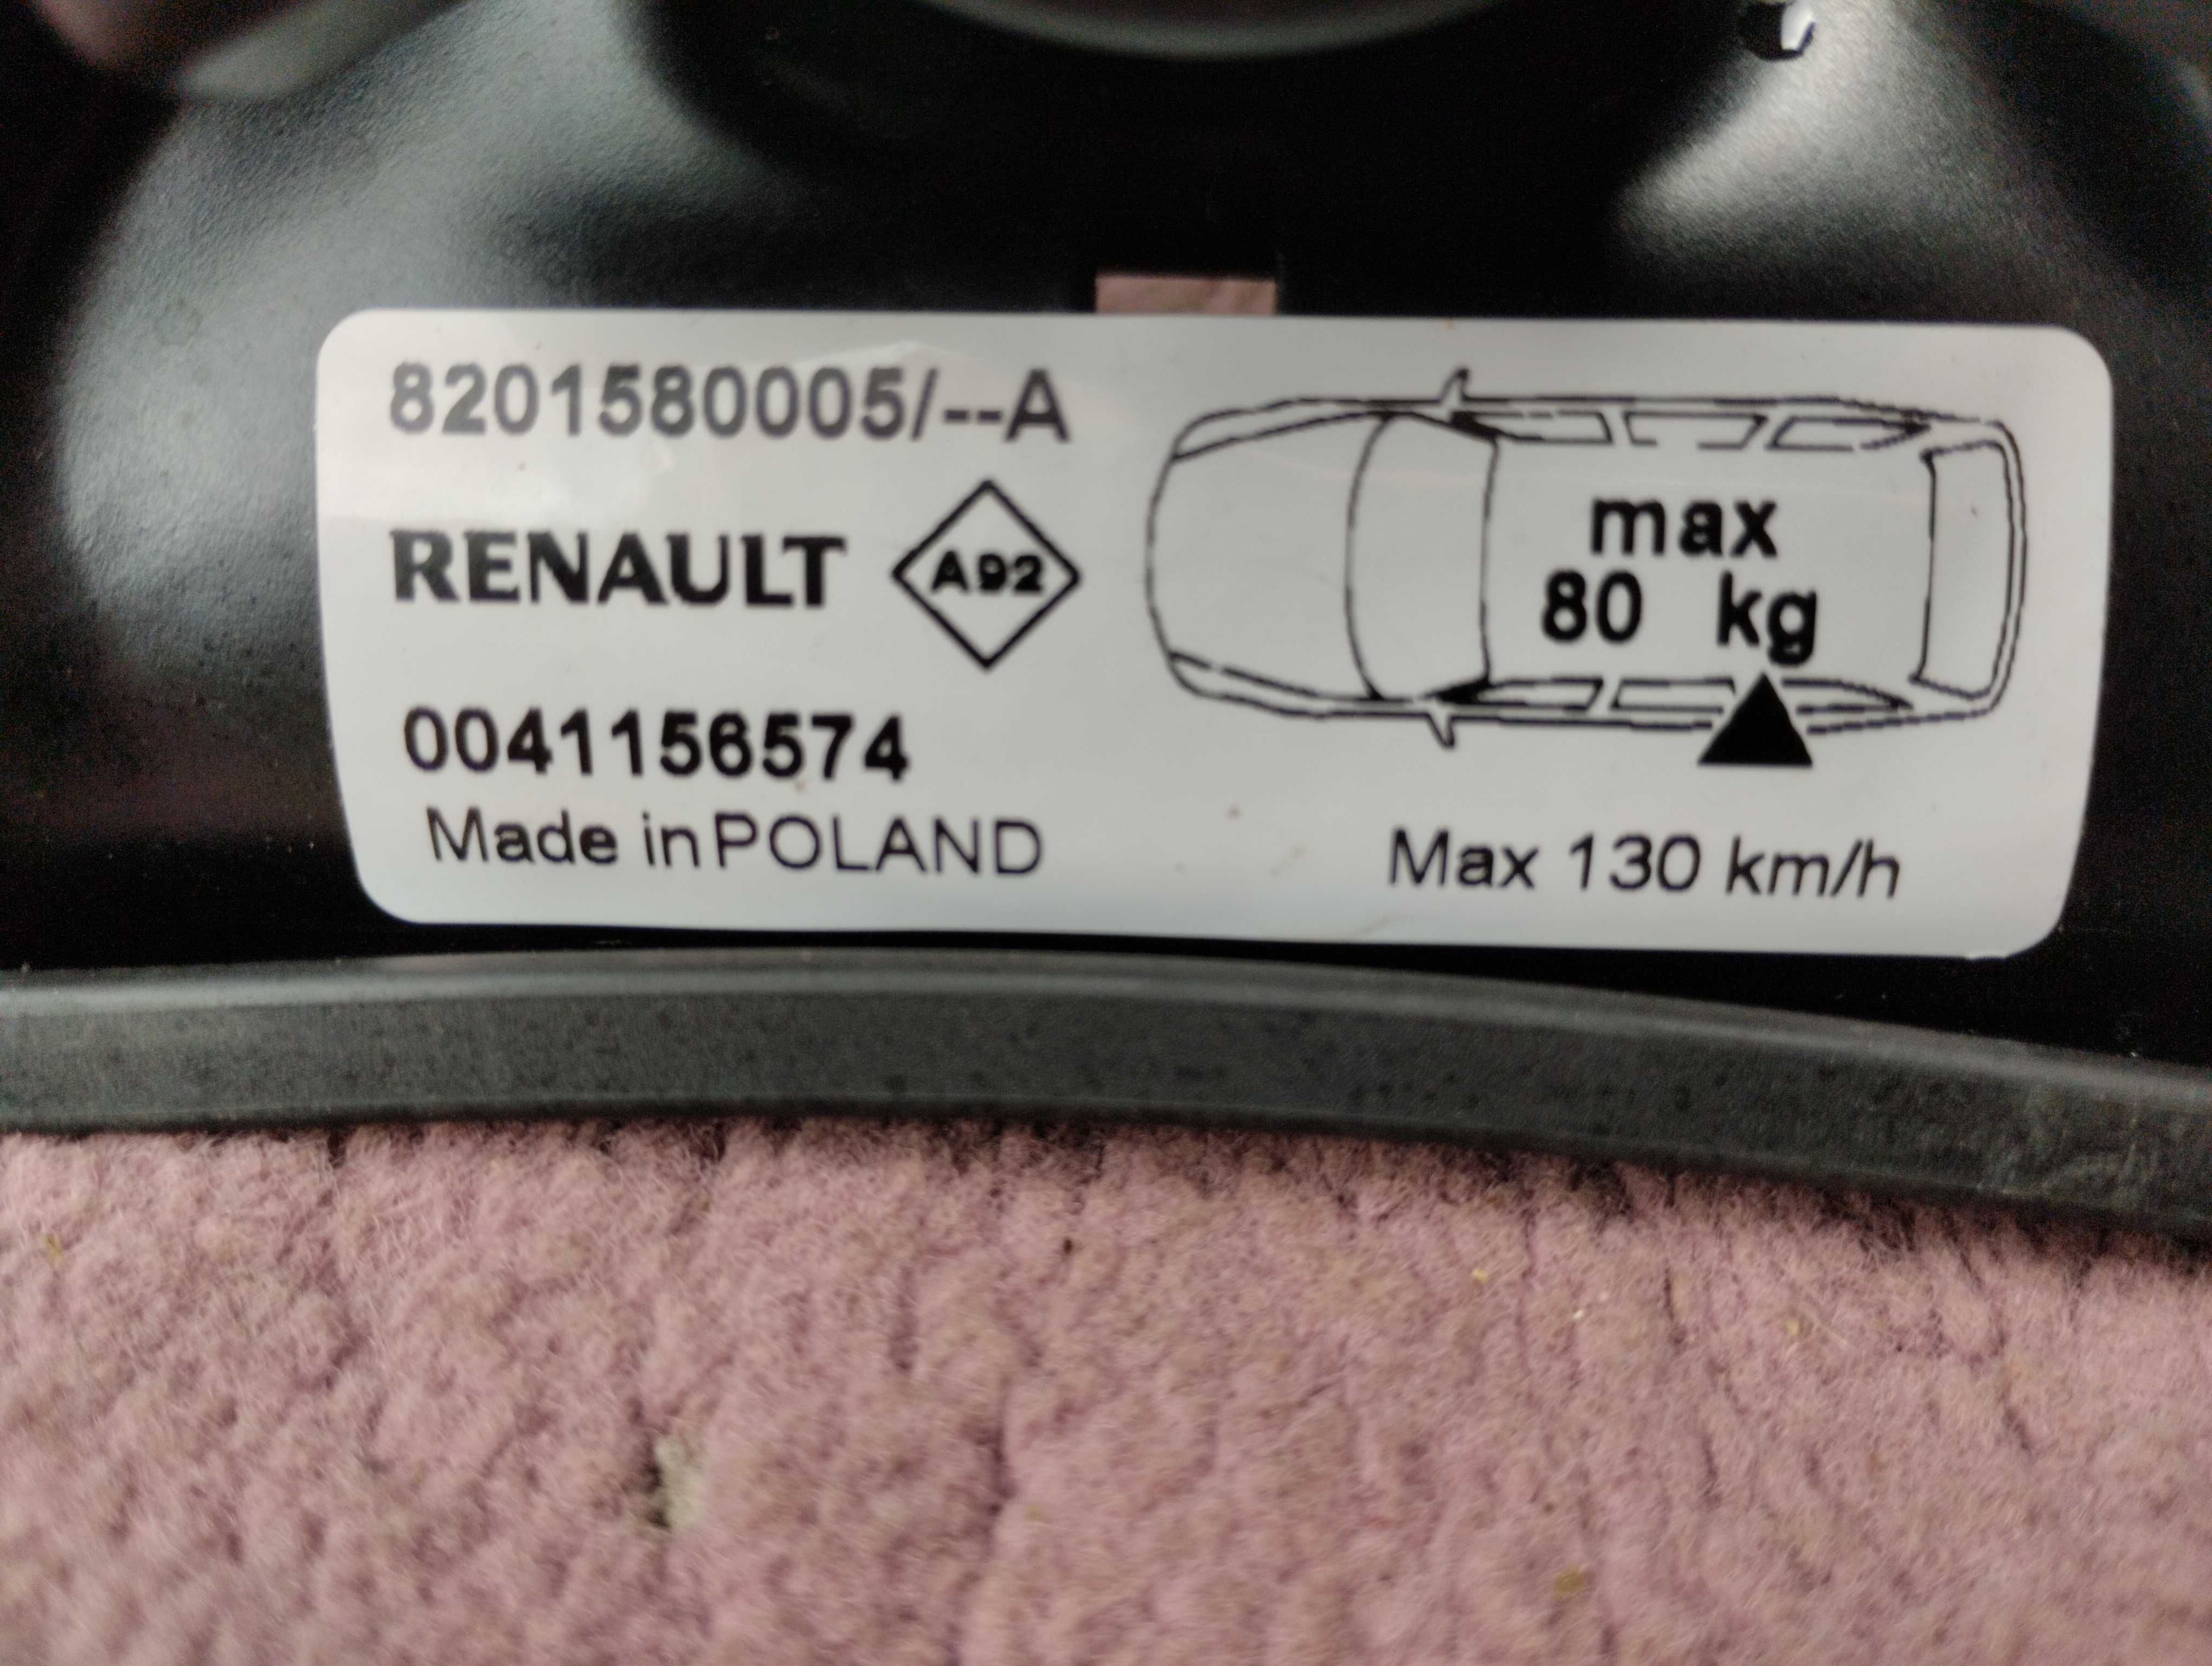 8201580005/--A
RENAULT A92
0041156574
Made in POLAND
max
80 kg
Max 130 km/h